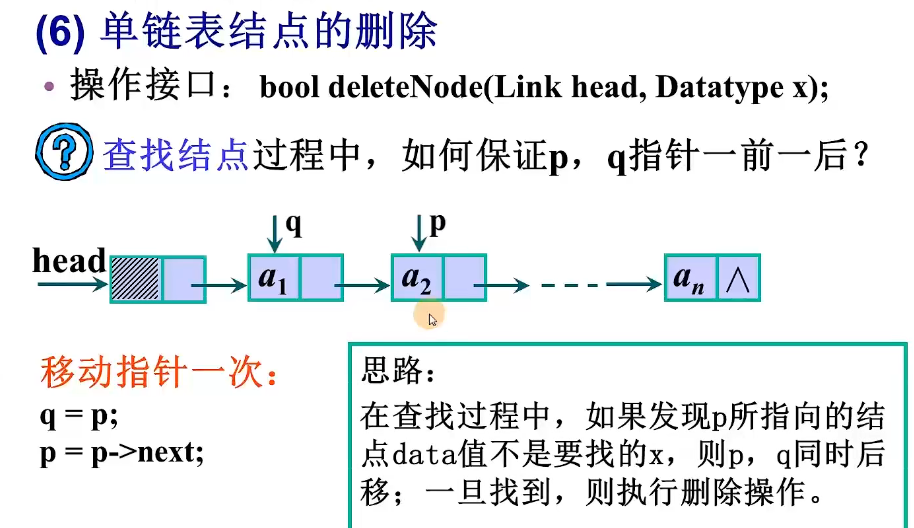 (6) 单链表结点的删除
• 操作接口： bool deleteNode(Link head, Datatype x);
? 查找结点过程中，如何保证p，q指针一前一后？
q p
head a1 a2 an ∧
移动指针一次：
q = p;
p = p->next;
思路：
在查找过程中，如果发现p所指向的结
点data值不是要找的x，则p，q同时后
移；一旦找到，则执行删除操作。